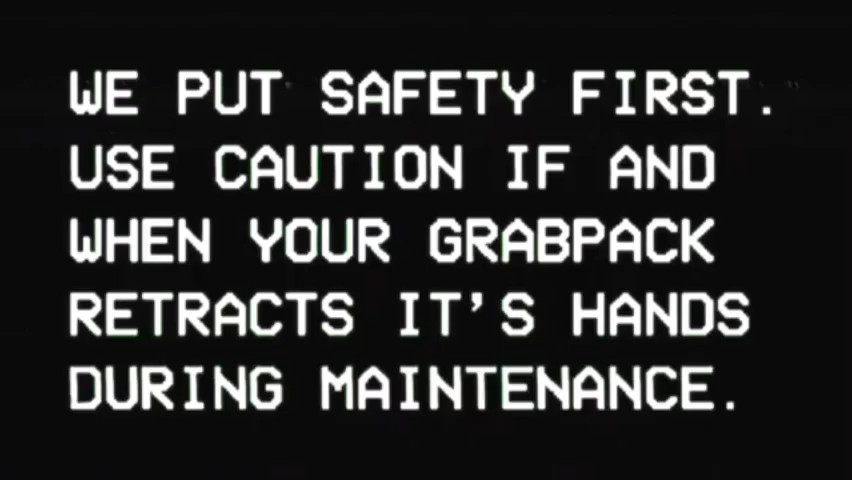 WE PUT SAFETY FIRST.
USE CAUTION IF AND
WHEN YOUR GRABPACK
RETRACTS IT'S HANDS
DURING MAINTENANCE.